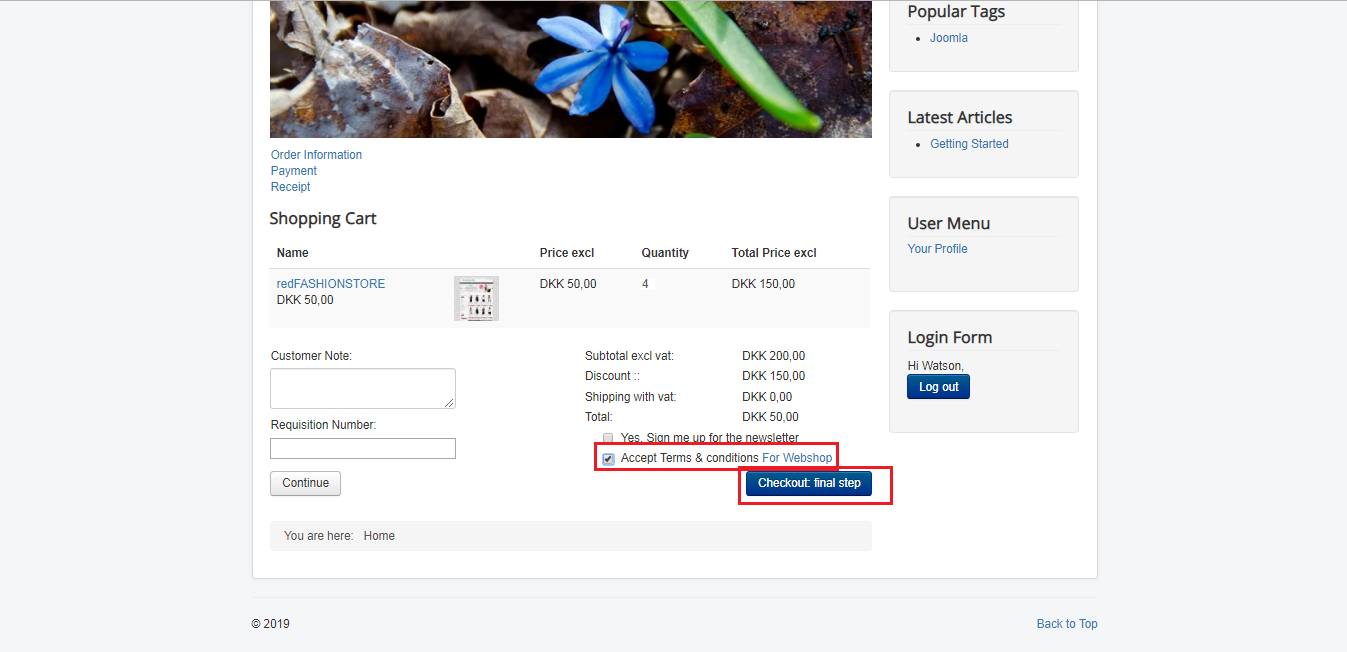 Popular Tags
Joomla
Latest Articles
Getting Started
User Menu
Your Profile
Login Form
Hi Watson,
Log out
Order Information
Payment
Receipt
Shopping Cart
Name Price excl Quantity Total Price excl
redFASHIONSTORE DKK 50,00 4 DKK 150,00
DKK 50,00
Customer Note:
Requisition Number:
Continue
Subtotal excl vat: DKK 200,00
Discount :: DKK 150,00
Shipping with vat: DKK 0,00
Total: DKK 50,00
Yes, Sign me up for the newsletter
Accept Terms & conditions For Webshop
Checkout: final step
You are here: Home
© 2019
Back to Top